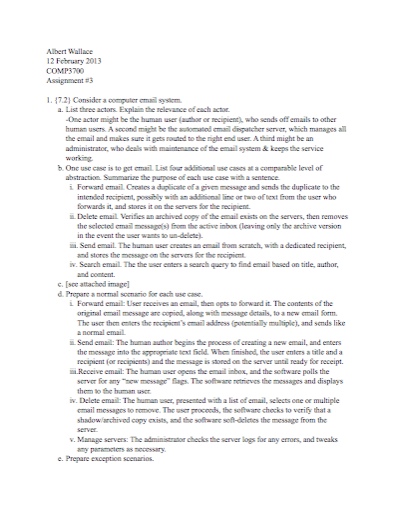 Albert Wallace
12 February 2013
COMP3700
Assignment #3
1. {7.2} Consider a computer email system.
a. List three actors. Explain the relevance of each actor.
-One actor might be the human user (author or recipient), who sends off emails to other
human users. A second might be the automated email dispatcher server, which manages all
the email and makes sure it gets routed to the right end user. A third might be an
administrator, who deals with maintenance of the email system & keeps the service
working.
b. One use case is to get email. List four additional use cases at a comparable level of
abstraction. Summarize the purpose of each use case with a sentence.
i. Forward email. Creates a duplicate of a given message and sends the duplicate to the
intended recipient, possibly with an additional line or two of text from the user who
forwards it, and stores it on the servers for the recipient.
ii. Delete email. Verifies an archived copy of the email exists on the servers, then removes
the selected email message(s) from the active inbox (leaving only the archive version
in the event the user wants to un-delete).
iii. Send email. The human user creates an email from scratch, with a dedicated recipient,
and stores the message on the servers for the recipient.
iv. Search email. The the user enters a search query to find email based on title, author,
and content.
c. [see attached image]
d. Prepare a normal scenario for each use case.
i. Forward email: User receives an email, then opts to forward it. The contents of the
original email message are copied, along with message details, to a new email form.
The user then enters the recipient's email address (potentially multiple), and sends like
a normal email.
ii. Send email: The human author begins the process of creating a new email, and enters
the message into the appropriate text field. When finished, the user enters a title and a
recipient (or recipients) and the message is stored on the server until ready for receipt.
iii.Receive email: The human user opens the email inbox, and the software polls the
server for any "new message" flags. The software retrieves the messages and displays
them to the human user.
iv. Delete email: The human user, presented with a list of email, selects one or multiple
email messages to remove. The user proceeds, the software checks to verify that a
shadow/archived copy exists, and the software soft-deletes the message from the
server.
v. Manage servers: The administrator checks the server logs for any errors, and tweaks
any parameters as necessary.
e. Prepare exception scenarios.